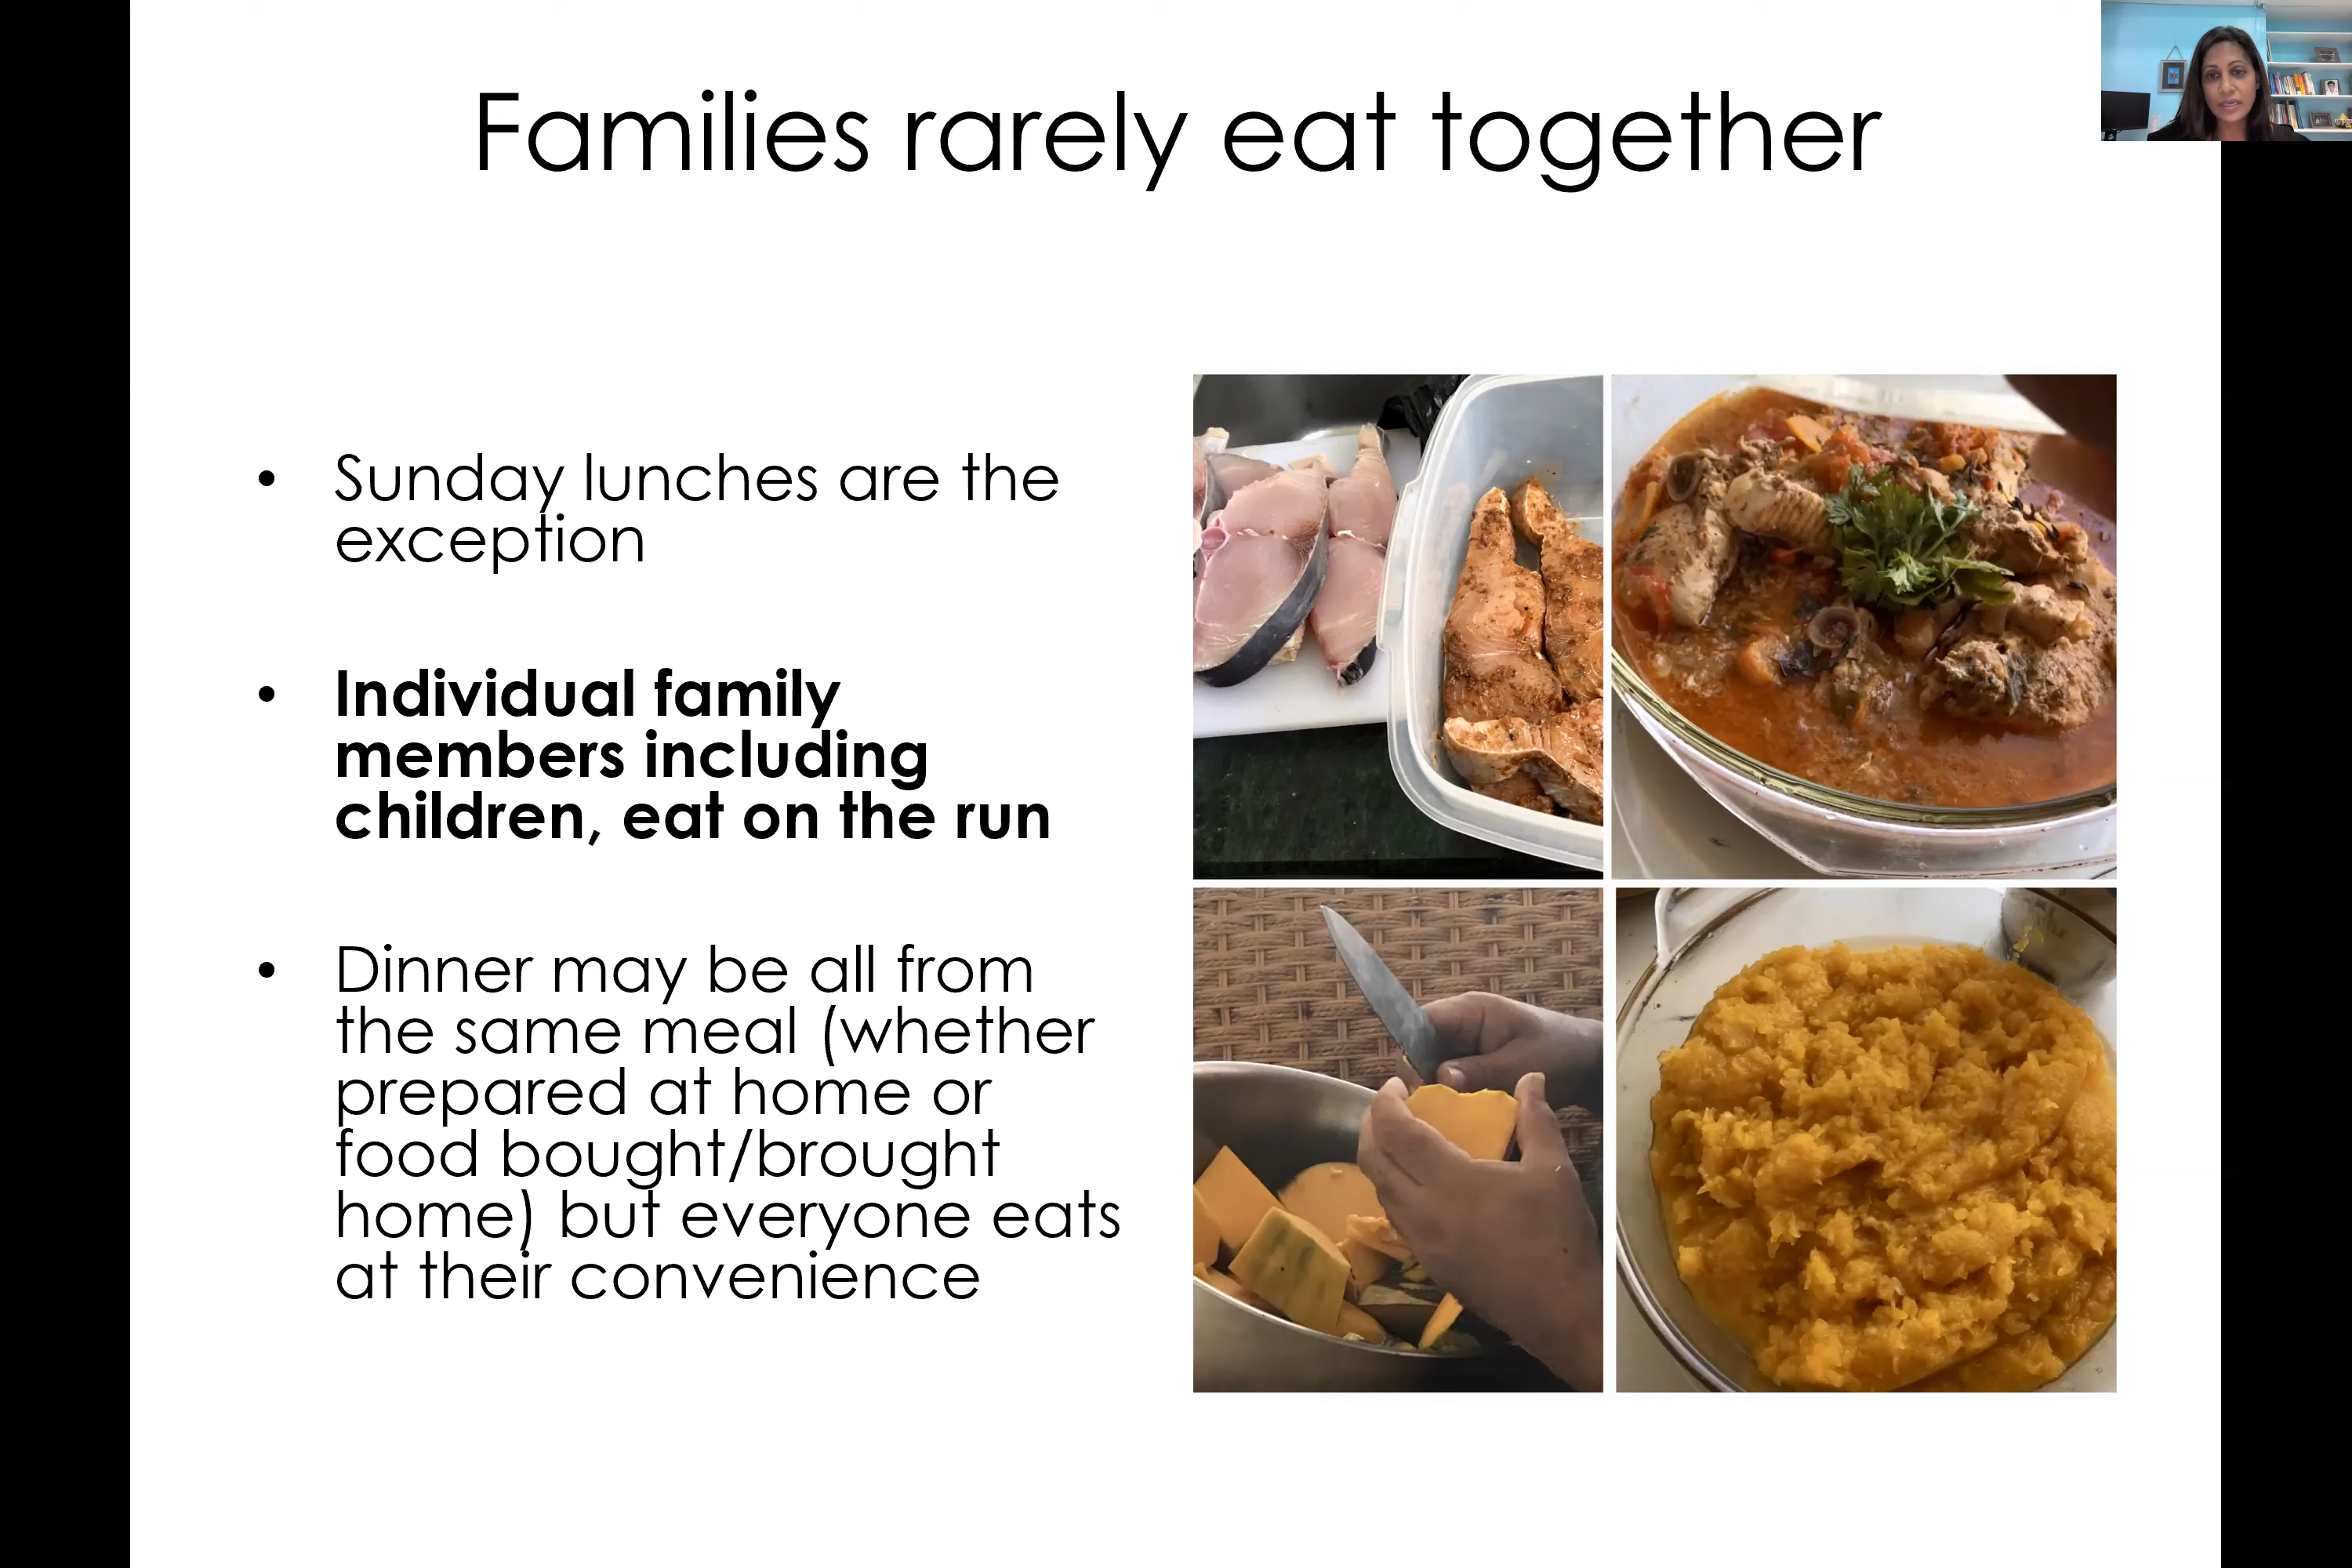 Families rarely eat together
• Sunday lunches are the
exception
• Individual family
members including
children, eat on the run
• Dinner may be all from
the same meal (whether
prepared at home or
food bought/brought
home) but everyone eats
at their convenience